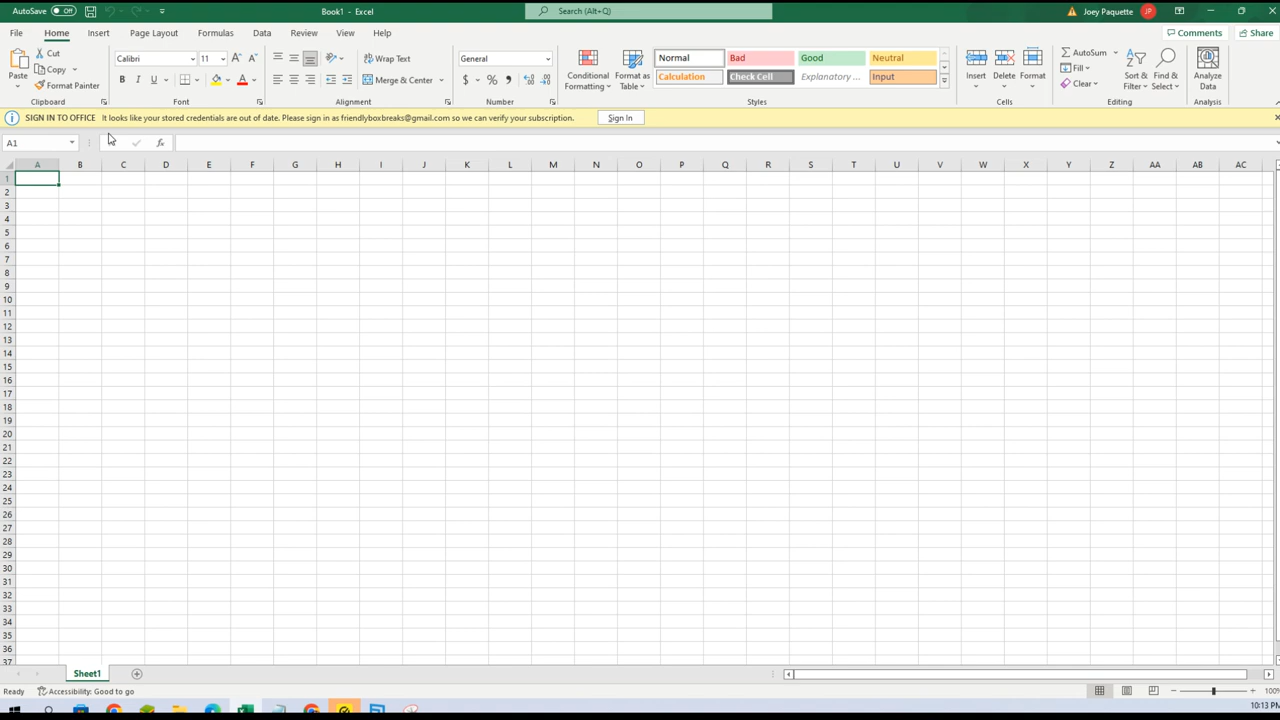 AutoSave Off Book1 - Excel Search (Alt+Q) Joey Paquette JP
File Home Insert Page Layout Formulas Data Review View Help Comments Share
Paste Cut Copy Format Painter Clipboard
Calibri 11 A A B I U A Font
Wrap Text Merge & Center Alignment
General $ % , Number
Conditional Formatting Format as Table Normal Bad Good Neutral Calculation Check Cell Explanatory ... Input Styles
Insert Delete Format Cells
AutoSum Fill Clear Sort & Filter Find & Select Editing
Analyze Data Analysis
SIGN IN TO OFFICE It looks like your stored credentials are out of date. Please sign in as friendlyboxbreaks@gmail.com so we can verify your subscription. Sign In
A1 fx
A B C D E F G H I J K L M N O P Q R S T U V W X Y Z AA AB AC
1
2
3
4
5
6
7
8
9
10
11
12
13
14
15
16
17
18
19
20
21
22
23
24
25
26
27
28
29
30
31
32
33
34
35
36
37
Sheet1
Ready Accessibility: Good to go 100%
10:13 PM